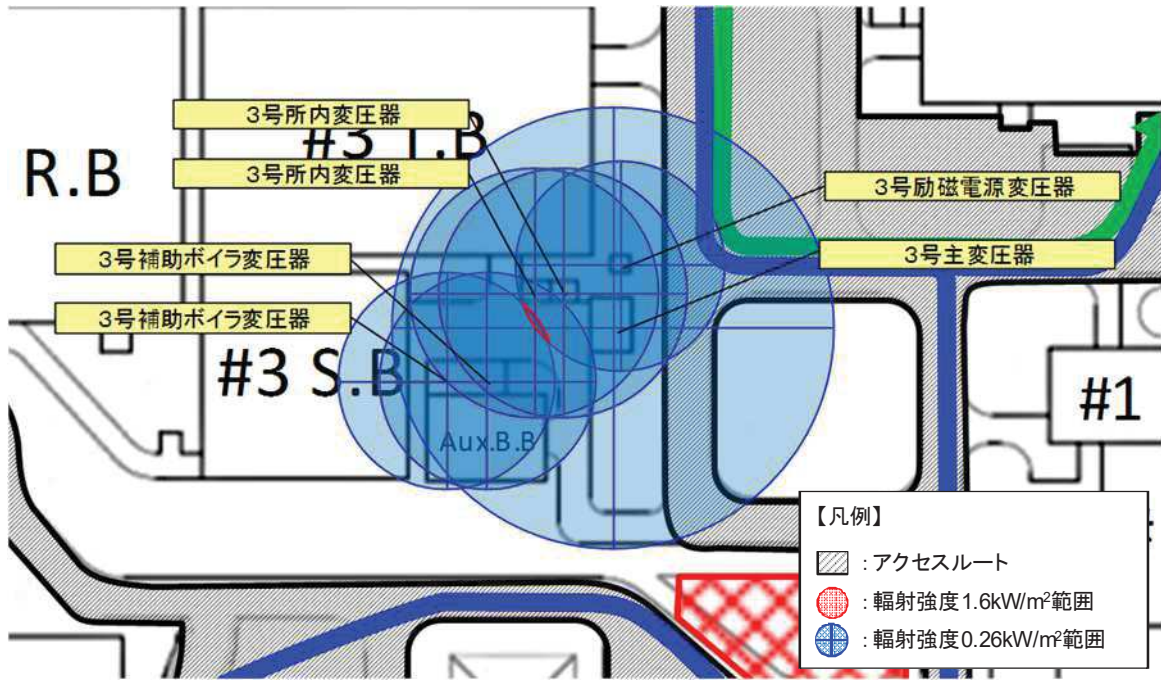 3号所内変圧器
#3 T.B
R.B
3号所内変圧器
3号励磁電源変圧器
3号補助ボイラ変圧器
3号主変圧器
3号補助ボイラ変圧器
#3 S.B
#1
Aux.B.B
【凡例】
：アクセスルート
：輻射強度1.6kW/m²範囲
：輻射強度0.26kW/m²範囲